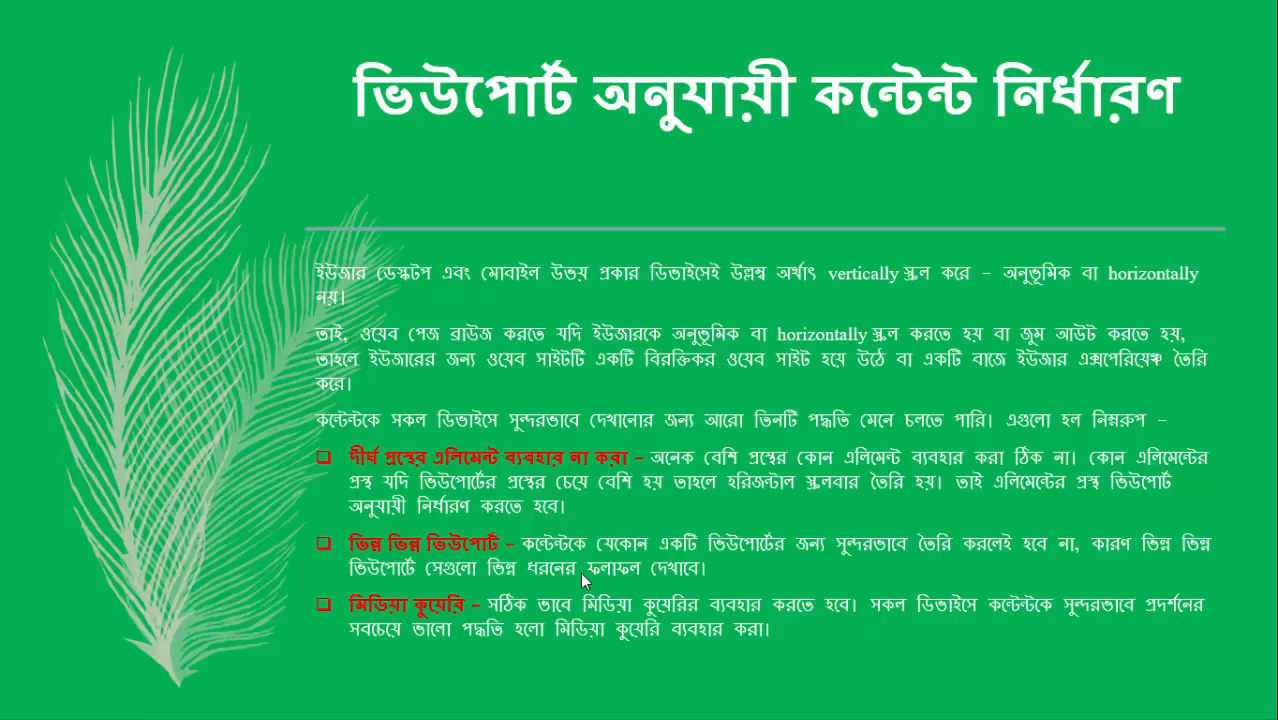 ভিউপোর্ট অনুযায়ী কন্টেন্ট নির্ধারণ
ইউজার ডেস্কটপ এবং মোবাইল উভয় প্রকার ডিভাইসেই উল্লম্ব অর্থাৎ vertically স্ক্রল করে – অনুভূমিক বা horizontally
নয়।
তাই, ওয়েব পেজ ব্রাউজ করতে যদি ইউজারকে অনুভূমিক বা horizontally স্ক্রল করতে হয় বা জুম আউট করতে হয়,
তাহলে ইউজারের জন্য ওয়েব সাইটটি একটি বিরক্তিকর ওয়েব সাইট হয়ে উঠে বা একটি বাজে ইউজার এক্সপেরিয়েঞ্চ তৈরি
করে।
কন্টেন্টকে সকল ডিভাইসে সুন্দরভাবে দেখানোর জন্য আরো তিনটি পদ্ধতি মেনে চলতে পারি। এগুলো হল নিম্নরুপ –
❑ দীর্ঘ প্রস্থের এলিমেন্ট ব্যবহার না করা – অনেক বেশি প্রস্থের কোন এলিমেন্ট ব্যবহার করা ঠিক না। কোন এলিমেন্টের
প্রস্থ যদি ভিউপোর্টের প্রস্থের চেয়ে বেশি হয় তাহলে হরিজন্টাল স্ক্রলবার তৈরি হয়। তাই এলিমেন্টের প্রস্থ ভিউপোর্ট
অনুযায়ী নির্ধারণ করতে হবে।
❑ ভিন্ন ভিন্ন ভিউপোর্ট – কন্টেন্টকে যেকোন একটি ভিউপোর্টের জন্য সুন্দরভাবে তৈরি করলেই হবে না, কারণ ভিন্ন ভিন্ন
ভিউপোর্টে সেগুলো ভিন্ন ধরনের ফলাফল দেখাবে।
❑ মিডিয়া কুয়েরি – সঠিক ভাবে মিডিয়া কুয়েরির ব্যবহার করতে হবে। সকল ডিভাইসে কন্টেন্টকে সুন্দরভাবে প্রদর্শনের
সবচেয়ে ভালো পদ্ধতি হলো মিডিয়া কুয়েরি ব্যবহার করা।